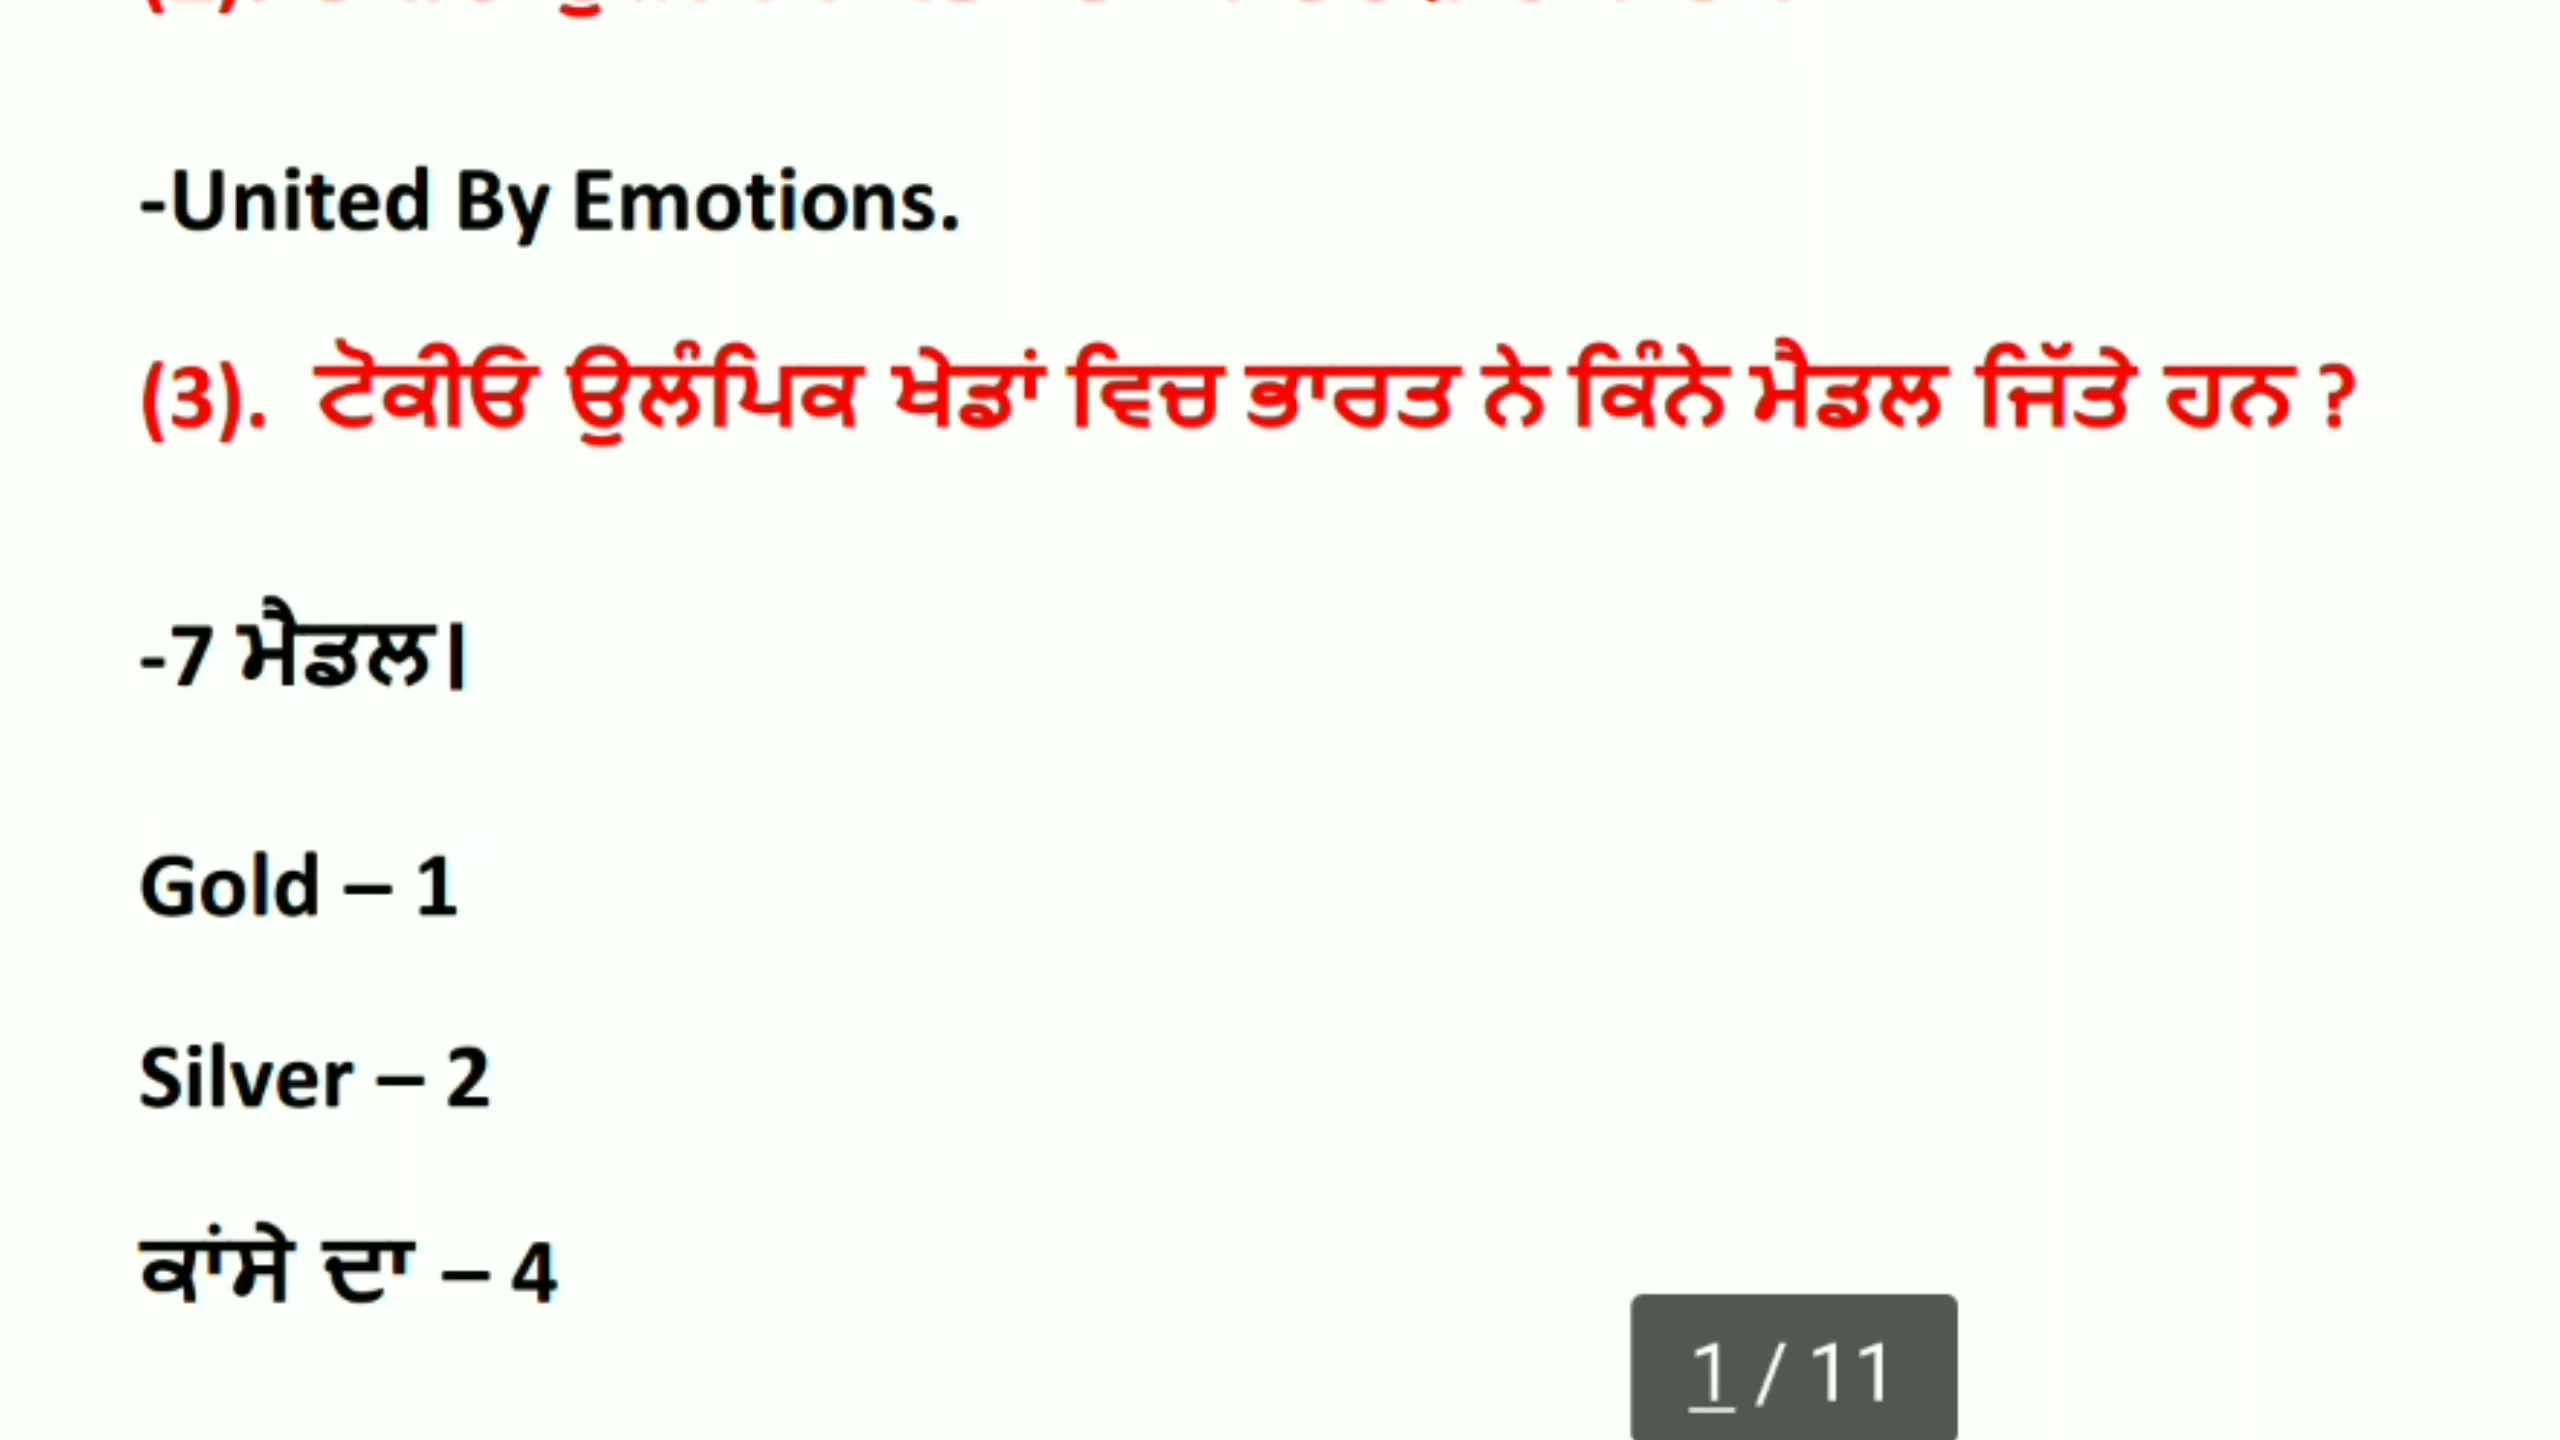 -United By Emotions.
(3). ਟੋਕੀਓ ਉਲੰਪਿਕ ਖੇਡਾਂ ਵਿਚ ਭਾਰਤ ਨੇ ਕਿੰਨੇ ਮੈਡਲ ਜਿੱਤੇ ਹਨ ?
-7 ਮੈਡਲ।
Gold – 1
Silver – 2
ਕਾਂਸੇ ਦਾ – 4
1 / 11